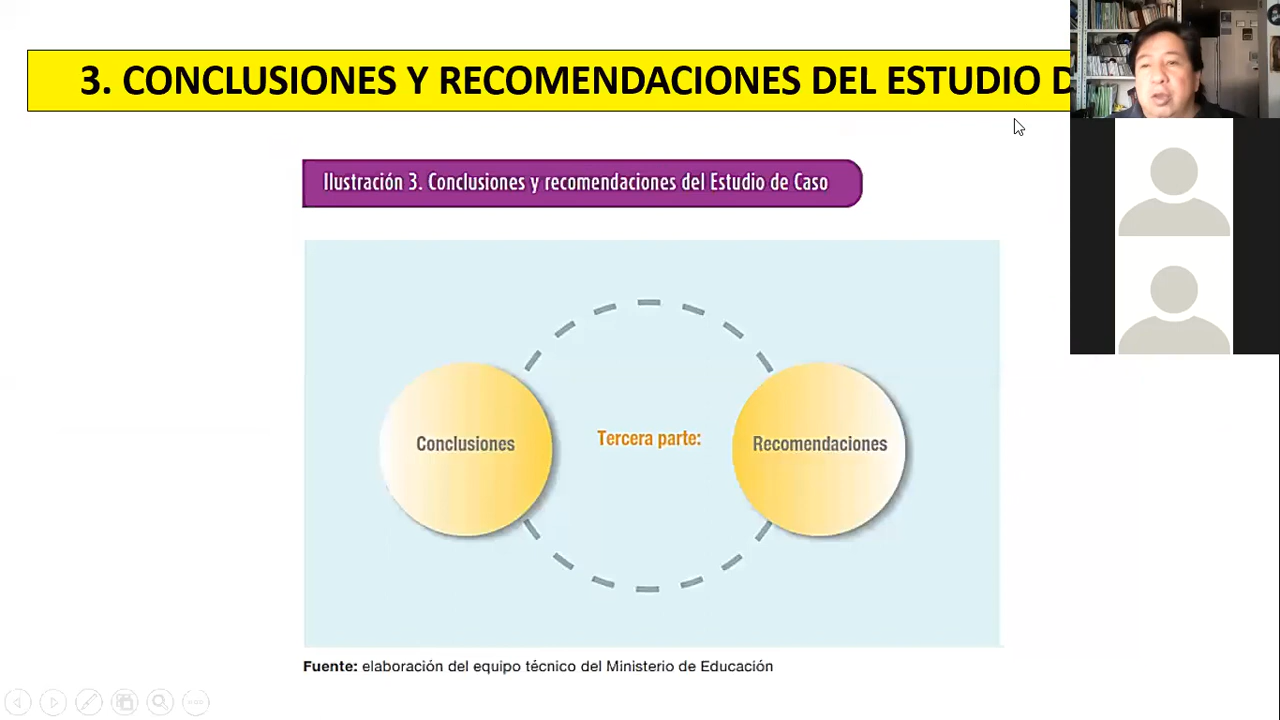 3. CONCLUSIONES Y RECOMENDACIONES DEL ESTUDIO
Ilustración 3. Conclusiones y recomendaciones del Estudio de Caso
Conclusiones
Tercera parte:
Recomendaciones
Fuente: elaboración del equipo técnico del Ministerio de Educación